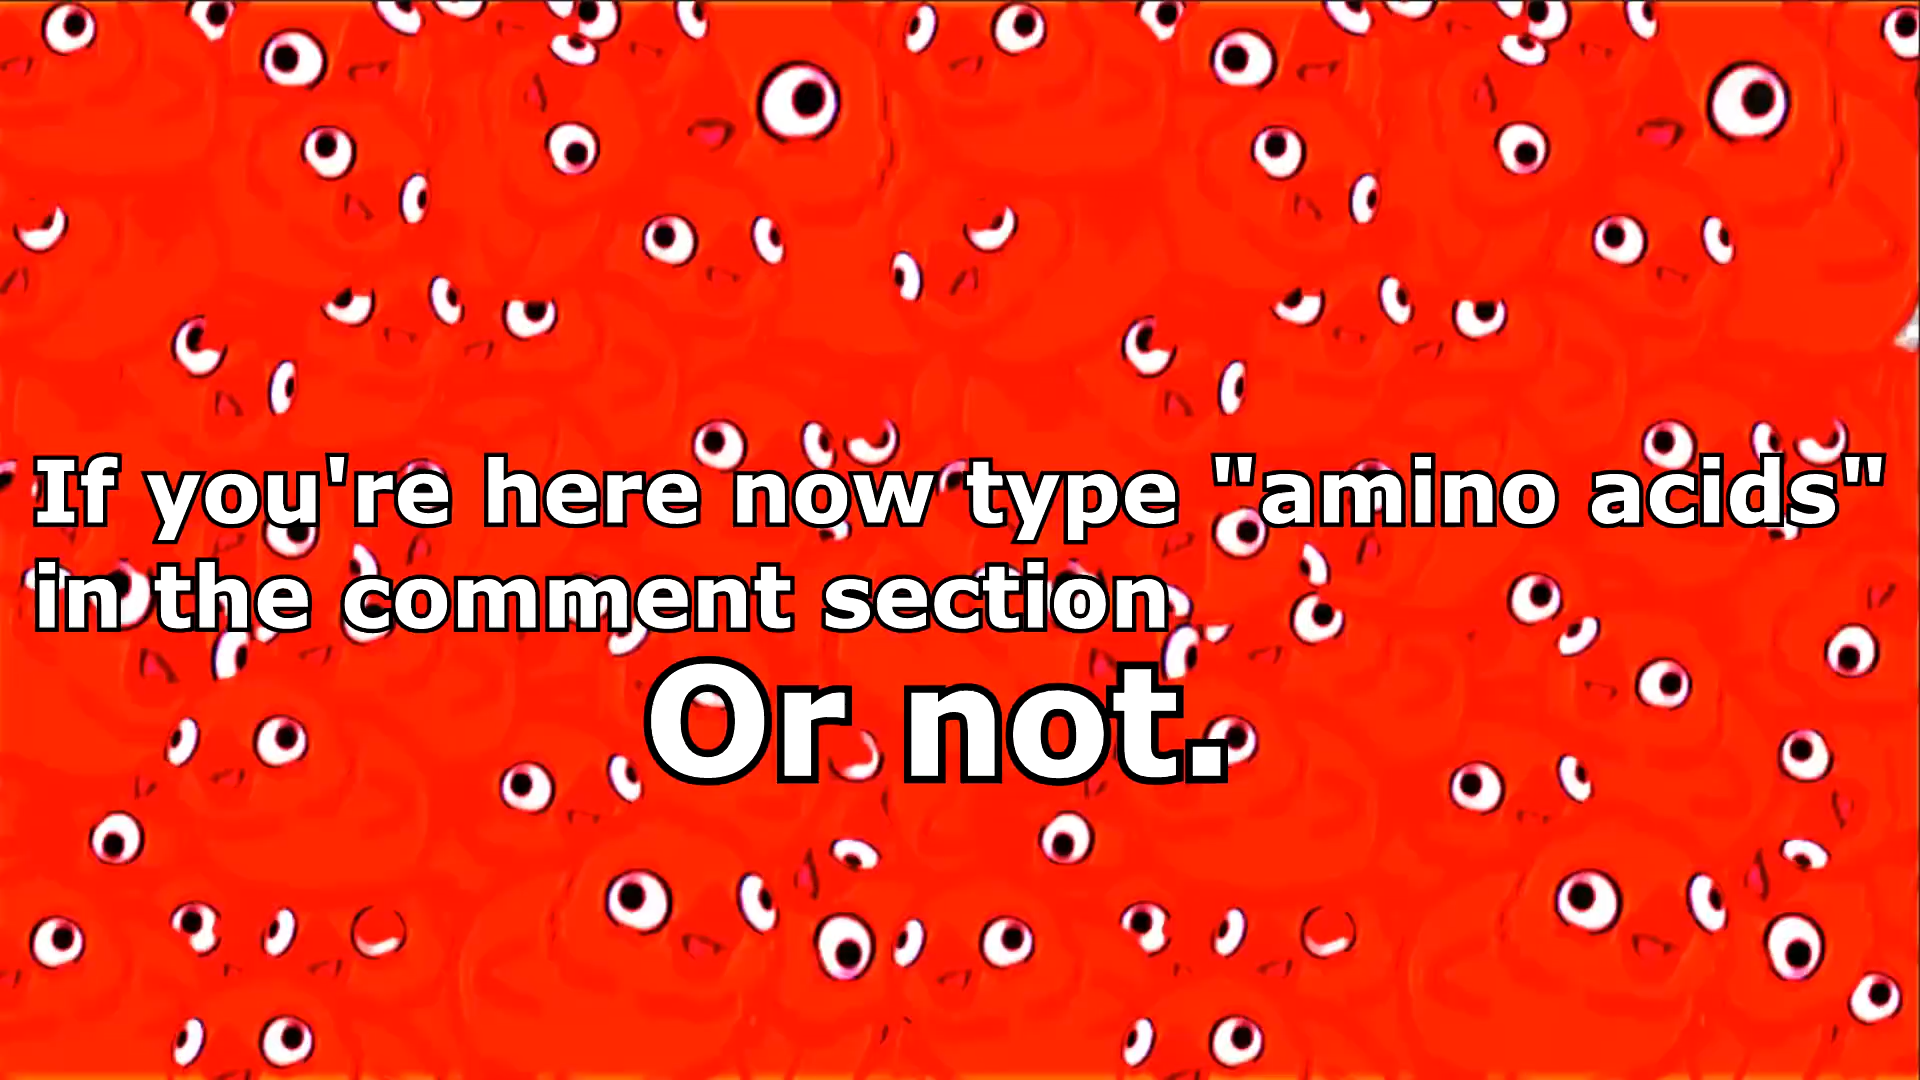 If you're here now type "amino acids"
in the comment section
Or not.